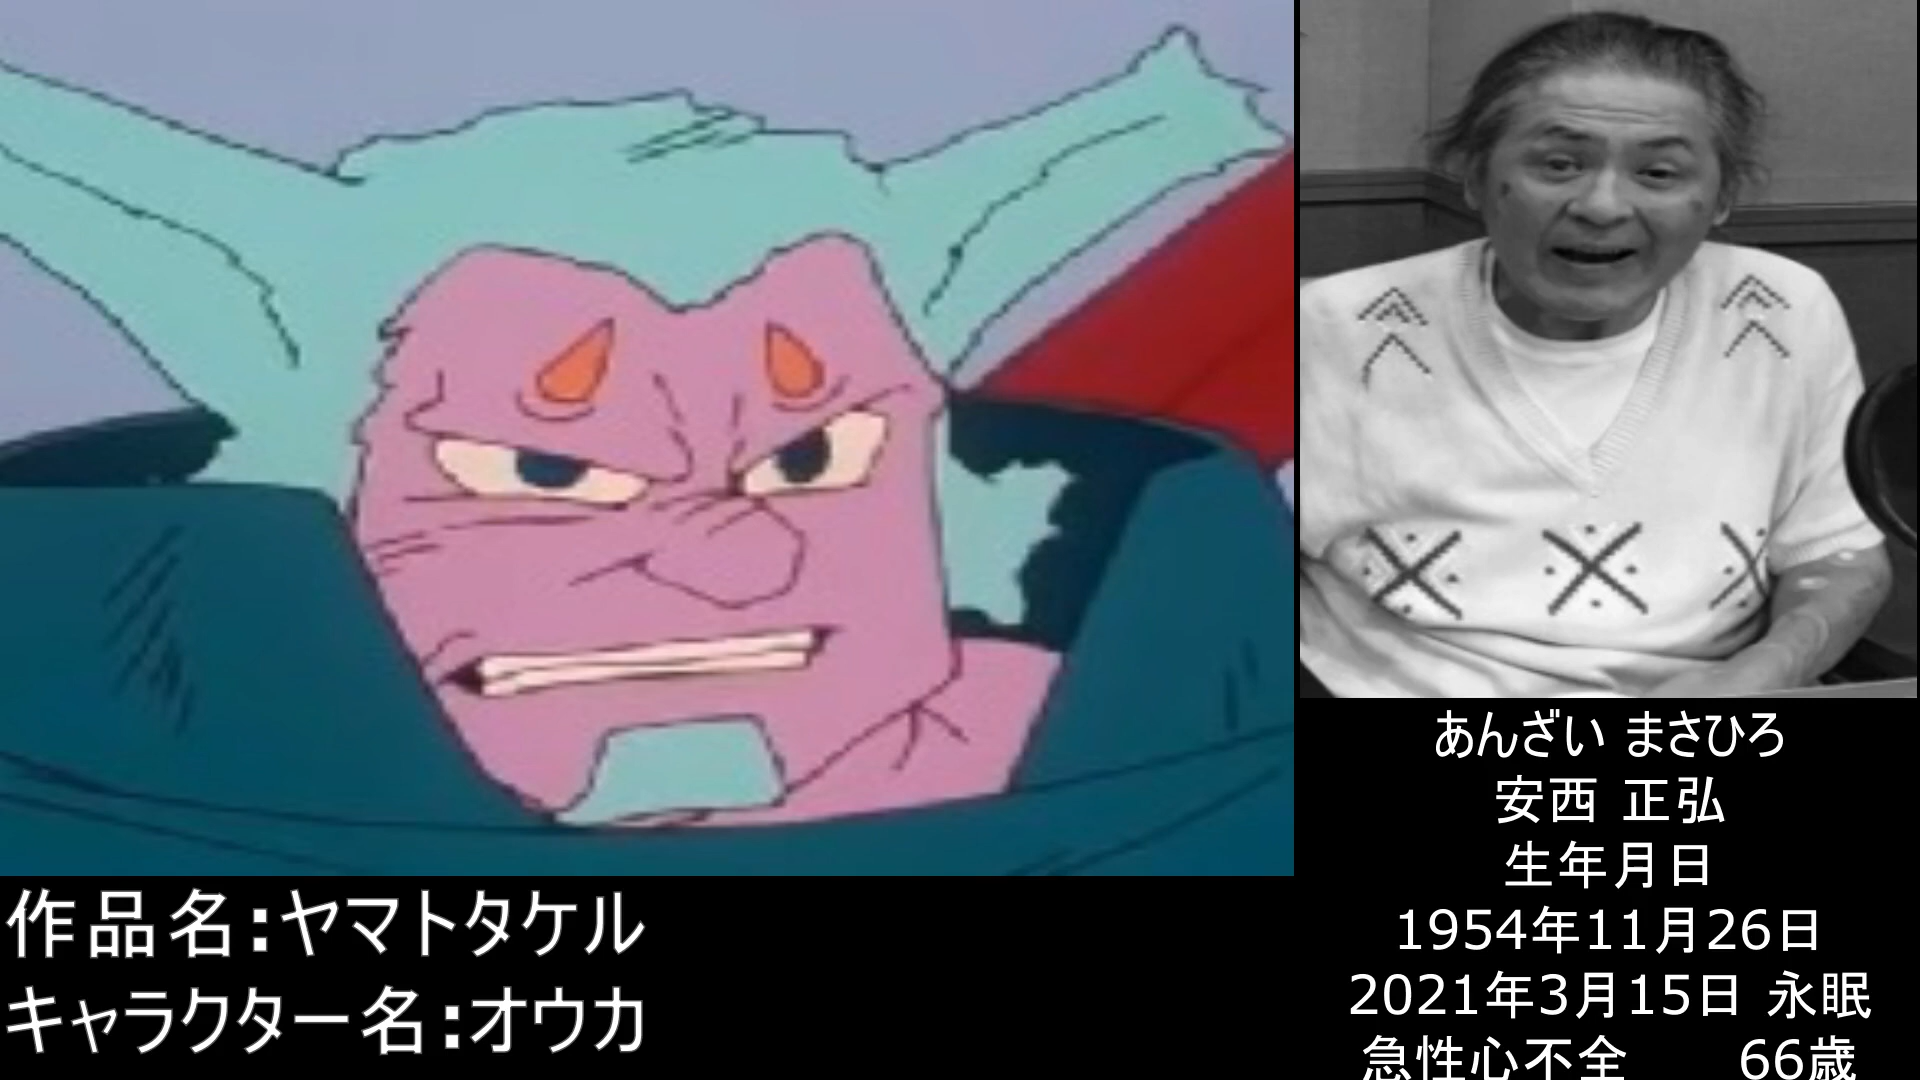 あんざい まさひろ
安西 正弘
生年月日
1954年11月26日
2021年3月15日 永眠
急性心不全 66歳
作品名:ヤマトタケル
キャラクター名:オウカ